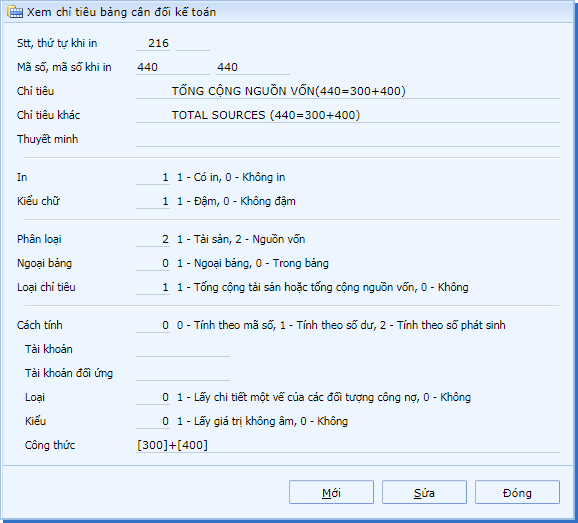 Xem chỉ tiêu bảng cân đối kế toán
Stt, thứ tự khi in 216
Mã số, mã số khi in 440 440
Chỉ tiêu TỔNG CỘNG NGUỒN VỐN(440=300+400)
Chỉ tiêu khác TOTAL SOURCES (440=300+400)
Thuyết minh
In 1 1 - Có in, 0 - Không in
Kiểu chữ 1 1 - Đậm, 0 - Không đậm
Phân loại 2 1 - Tài sản, 2 - Nguồn vốn
Ngoại bảng 0 1 - Ngoại bảng, 0 - Trong bảng
Loại chỉ tiêu 1 1 - Tổng cộng tài sản hoặc tổng cộng nguồn vốn, 0 - Không
Cách tính 0 0 - Tính theo mã số, 1 - Tính theo số dư, 2 - Tính theo số phát sinh
Tài khoản
Tài khoản đối ứng
Loại 0 1 - Lấy chi tiết một vế của các đối tượng công nợ, 0 - Không
Kiểu 0 1 - Lấy giá trị không âm, 0 - Không
Công thức [300]+[400]
Mới Sửa Đóng